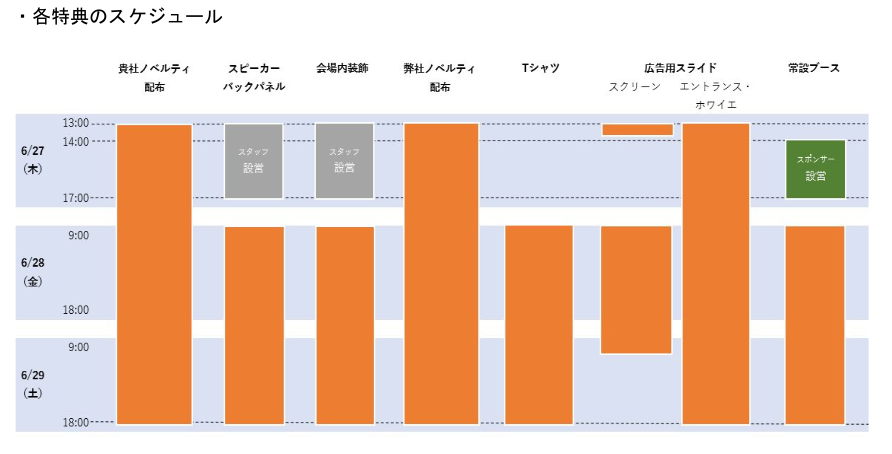 ・各特典のスケジュール
貴社ノベルティ
配布
スピーカー
バックパネル
会場内装飾
弊社ノベルティ
配布
Tシャツ
広告用スライド
スクリーン
エントランス・
ホワイエ
常設ブース
6/27
(木)
13:00
14:00
17:00
スタッフ
設営
スタッフ
設営
スポンサー
設営
6/28
(金)
9:00
18:00
6/29
(土)
9:00
18:00